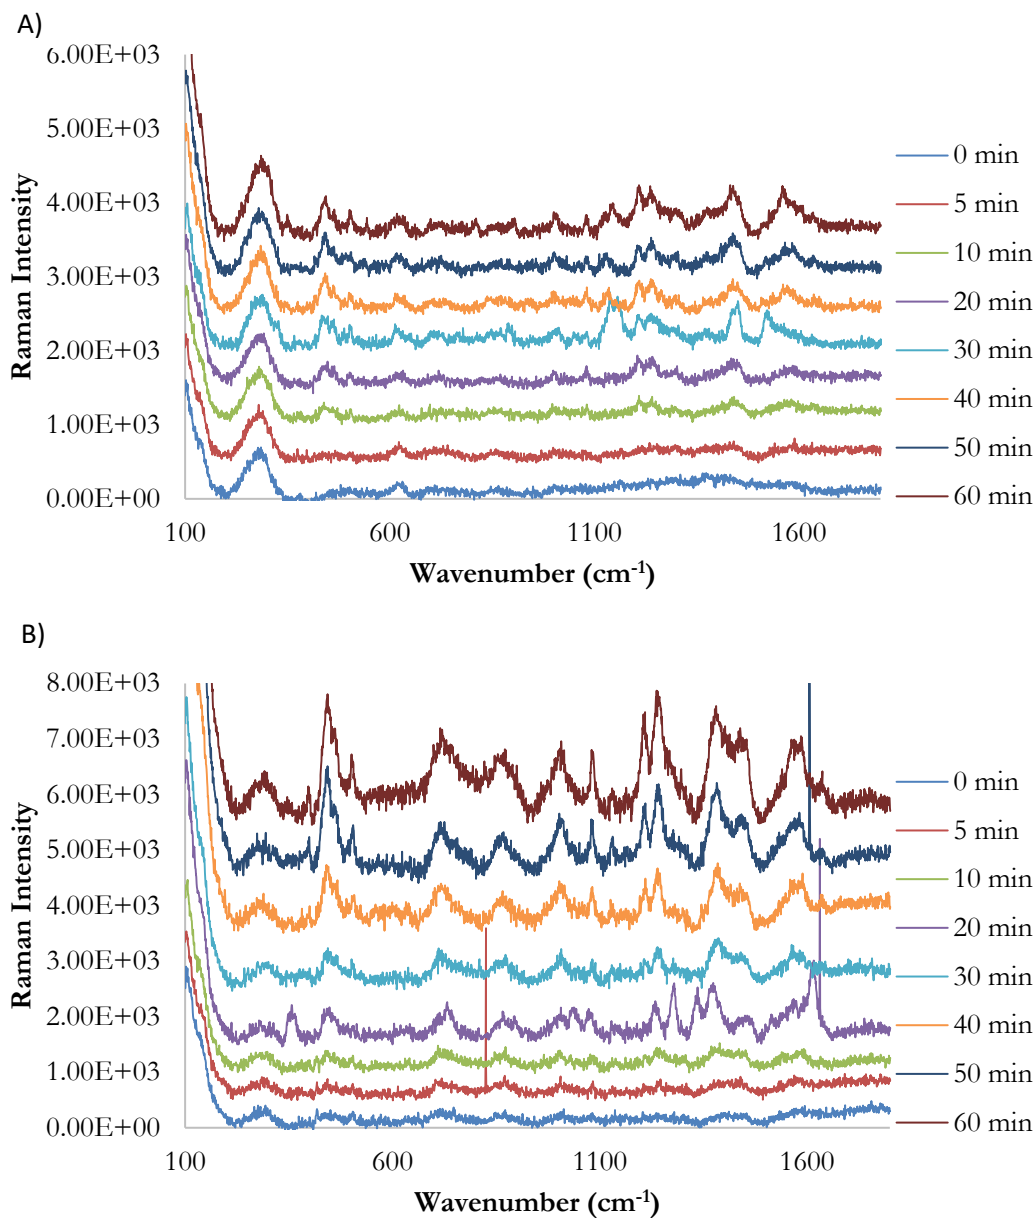 A)
6.00E+03
5.00E+03
4.00E+03
3.00E+03
2.00E+03
1.00E+03
0.00E+00
Raman Intensity
100 600 1100 1600
Wavenumber (cm-1)
0 min
5 min
10 min
20 min
30 min
40 min
50 min
60 min
B)
8.00E+03
7.00E+03
6.00E+03
5.00E+03
4.00E+03
3.00E+03
2.00E+03
1.00E+03
0.00E+00
Raman Intensity
100 600 1100 1600
Wavenumber (cm-1)
0 min
5 min
10 min
20 min
30 min
40 min
50 min
60 min